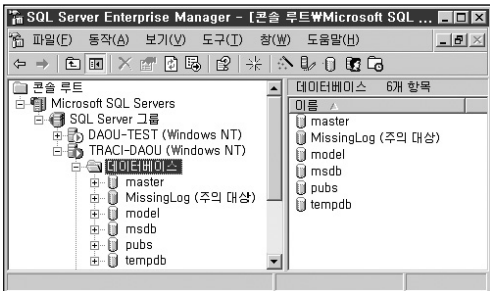 SQL Server Enterprise Manager - [콘솔 루트₩Microsoft SQL ...
파일(F) 동작(A) 보기(V) 도구(T) 창(W) 도움말(H)
콘솔 루트
Microsoft SQL Servers
SQL Server 그룹
DAOU-TEST (Windows NT)
TRACI-DAOU (Windows NT)
데이터베이스
master
MissingLog (주의 대상)
model
msdb
pubs
tempdb
데이터베이스 6개 항목
이름
master
MissingLog (주의 대상)
model
msdb
pubs
tempdb